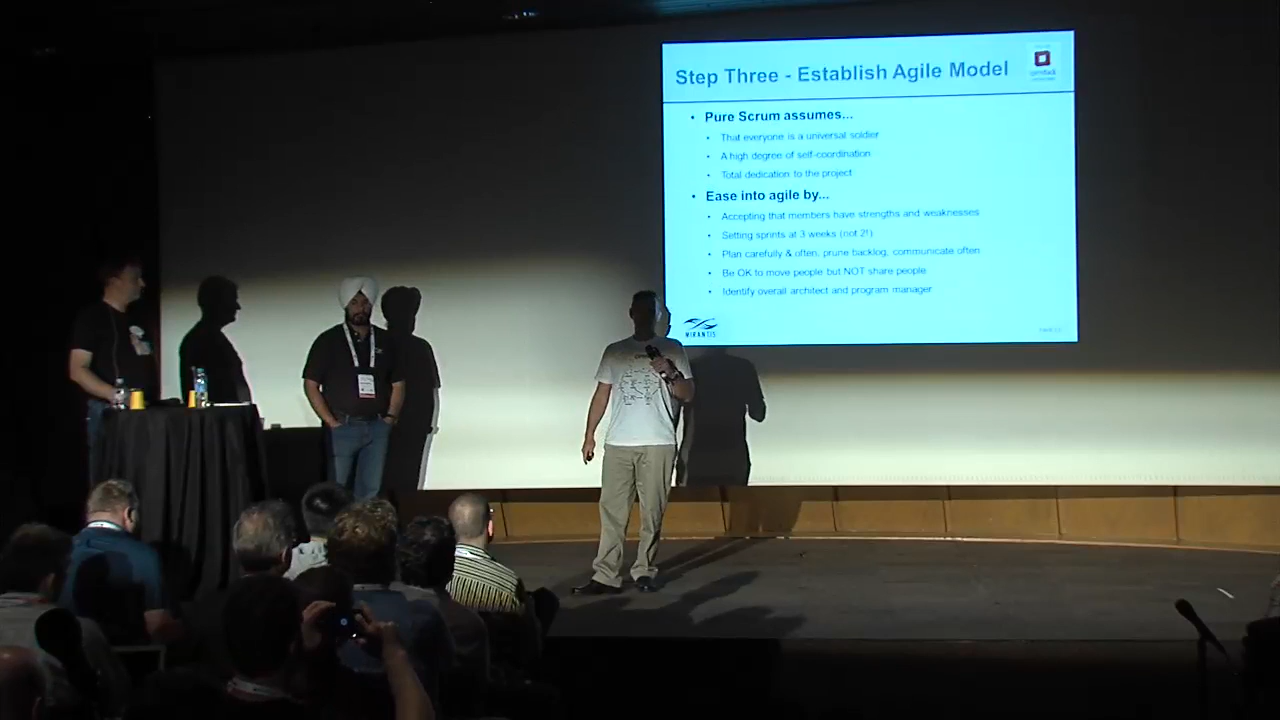 Step Three - Establish Agile Model
• Pure Scrum assumes...
• That everyone is a universal soldier
• A high degree of self-coordination
• Total dedication to the project
• Ease into agile by...
• Accepting that members have strengths and weaknesses
• Setting sprints at 3 weeks (not 2!)
• Plan carefully & often, prune backlog, communicate often
• Be OK to move people but NOT share people
• Identify overall architect and program manager
MIRANTIS